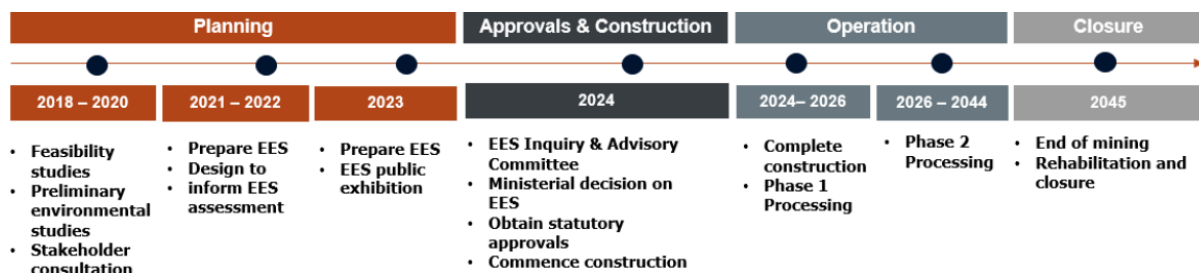 Planning
Approvals & Construction
Operation
Closure
2018 – 2020
2021 – 2022
2023
2024
2024– 2026
2026 – 2044
2045
• Feasibility
studies
• Preliminary
environmental
studies
• Stakeholder
consultation
• Prepare EES
• Design to
• inform EES
assessment
• Prepare EES
• EES public
exhibition
• EES Inquiry & Advisory
Committee
• Ministerial decision on
EES
• Obtain statutory
approvals
• Commence construction
• Complete
construction
• Phase 1
Processing
• Phase 2
Processing
• End of mining
• Rehabilitation and
closure